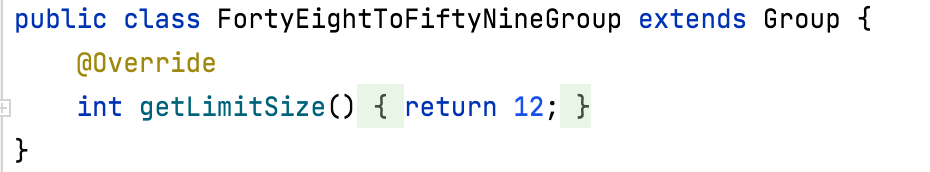 public class FortyEightToFiftyNineGroup extends Group {
    @Override
    int getLimitSize() { return 12; }
}